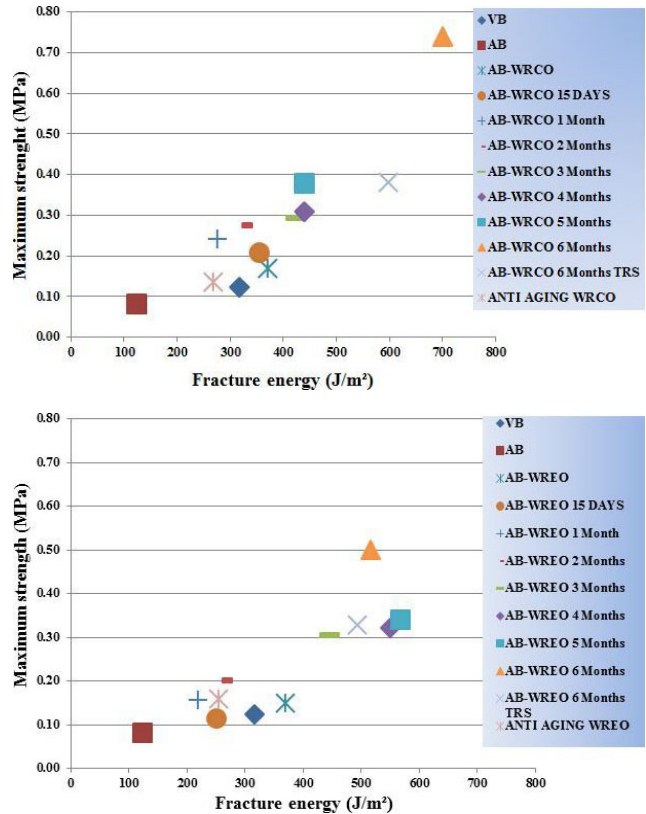 0.80
0.70
0.60
0.50
0.40
0.30
0.20
0.10
0.00
Maximum strenght (MPa)
0 100 200 300 400 500 600 700 800
Fracture energy (J/m²)
VB
AB
AB-WRCO
AB-WRCO 15 DAYS
AB-WRCO 1 Month
AB-WRCO 2 Months
AB-WRCO 3 Months
AB-WRCO 4 Months
AB-WRCO 5 Months
AB-WRCO 6 Months
AB-WRCO 6 Months TRS
ANTI AGING WRCO
0.80
0.70
0.60
0.50
0.40
0.30
0.20
0.10
0.00
Maximum strength (MPa)
0 100 200 300 400 500 600 700 800
Fracture energy (J/m²)
VB
AB
AB-WREO
AB-WREO 15 DAYS
AB-WREO 1 Month
AB-WREO 2 Months
AB-WREO 3 Months
AB-WREO 4 Months
AB-WREO 5 Months
AB-WREO 6 Months
AB-WREO 6 Months
TRS
ANTI AGING WREO